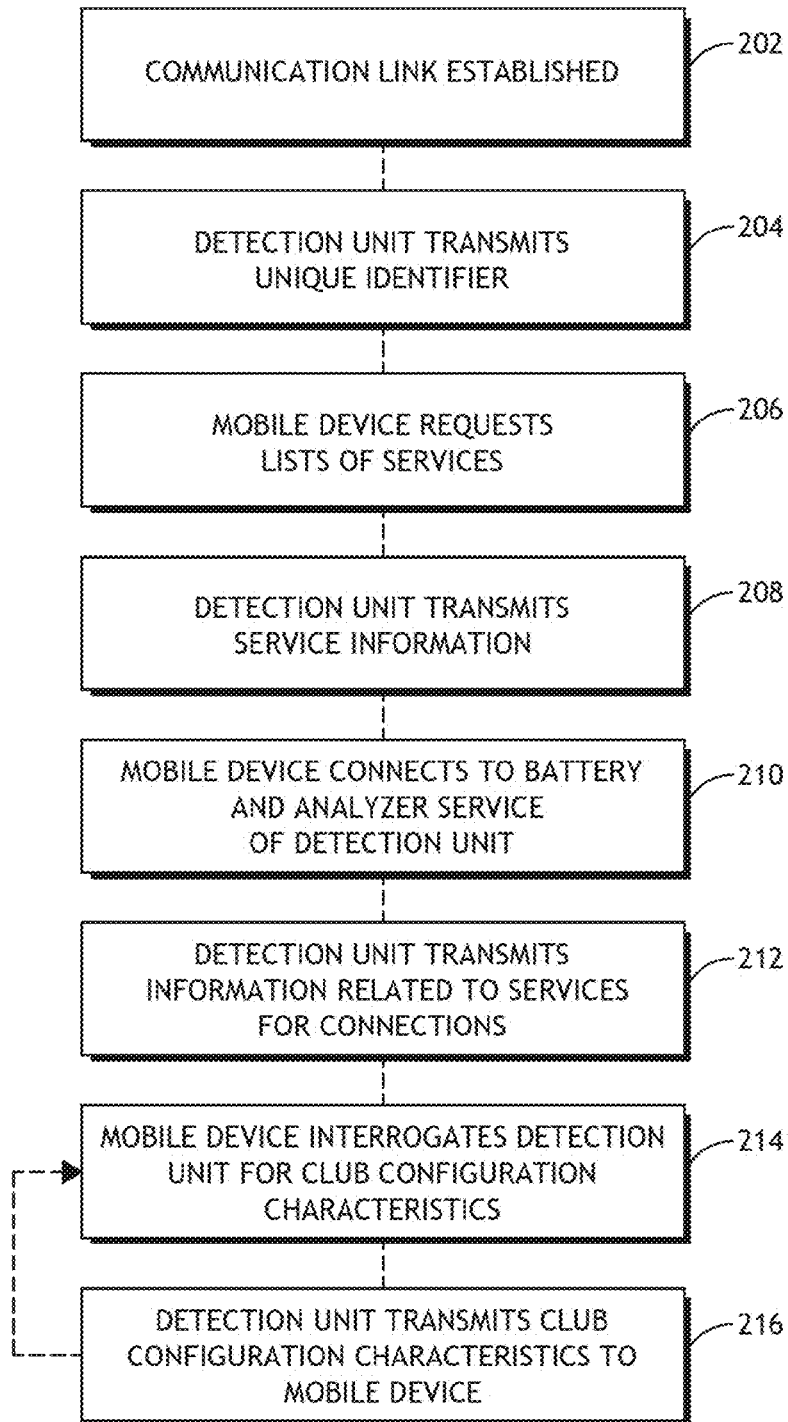 COMMUNICATION LINK ESTABLISHED
202
DETECTION UNIT TRANSMITS
UNIQUE IDENTIFIER
204
MOBILE DEVICE REQUESTS
LISTS OF SERVICES
206
DETECTION UNIT TRANSMITS
SERVICE INFORMATION
208
MOBILE DEVICE CONNECTS TO BATTERY
AND ANALYZER SERVICE
OF DETECTION UNIT
210
DETECTION UNIT TRANSMITS
INFORMATION RELATED TO SERVICES
FOR CONNECTIONS
212
MOBILE DEVICE INTERROGATES DETECTION
UNIT FOR CLUB CONFIGURATION
CHARACTERISTICS
214
DETECTION UNIT TRANSMITS CLUB
CONFIGURATION CHARACTERISTICS TO
MOBILE DEVICE
216